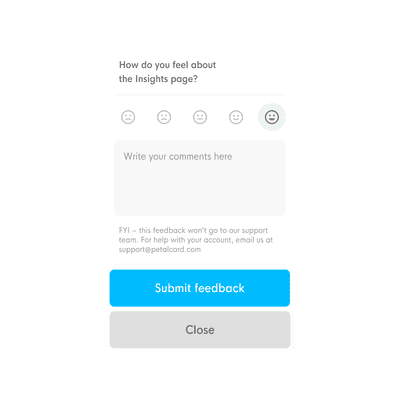 How do you feel about
the Insights page?
Write your comments here
FYI – this feedback won't go to our support
team. For help with your account, email us at
support@petalcard.com
Submit feedback
Close